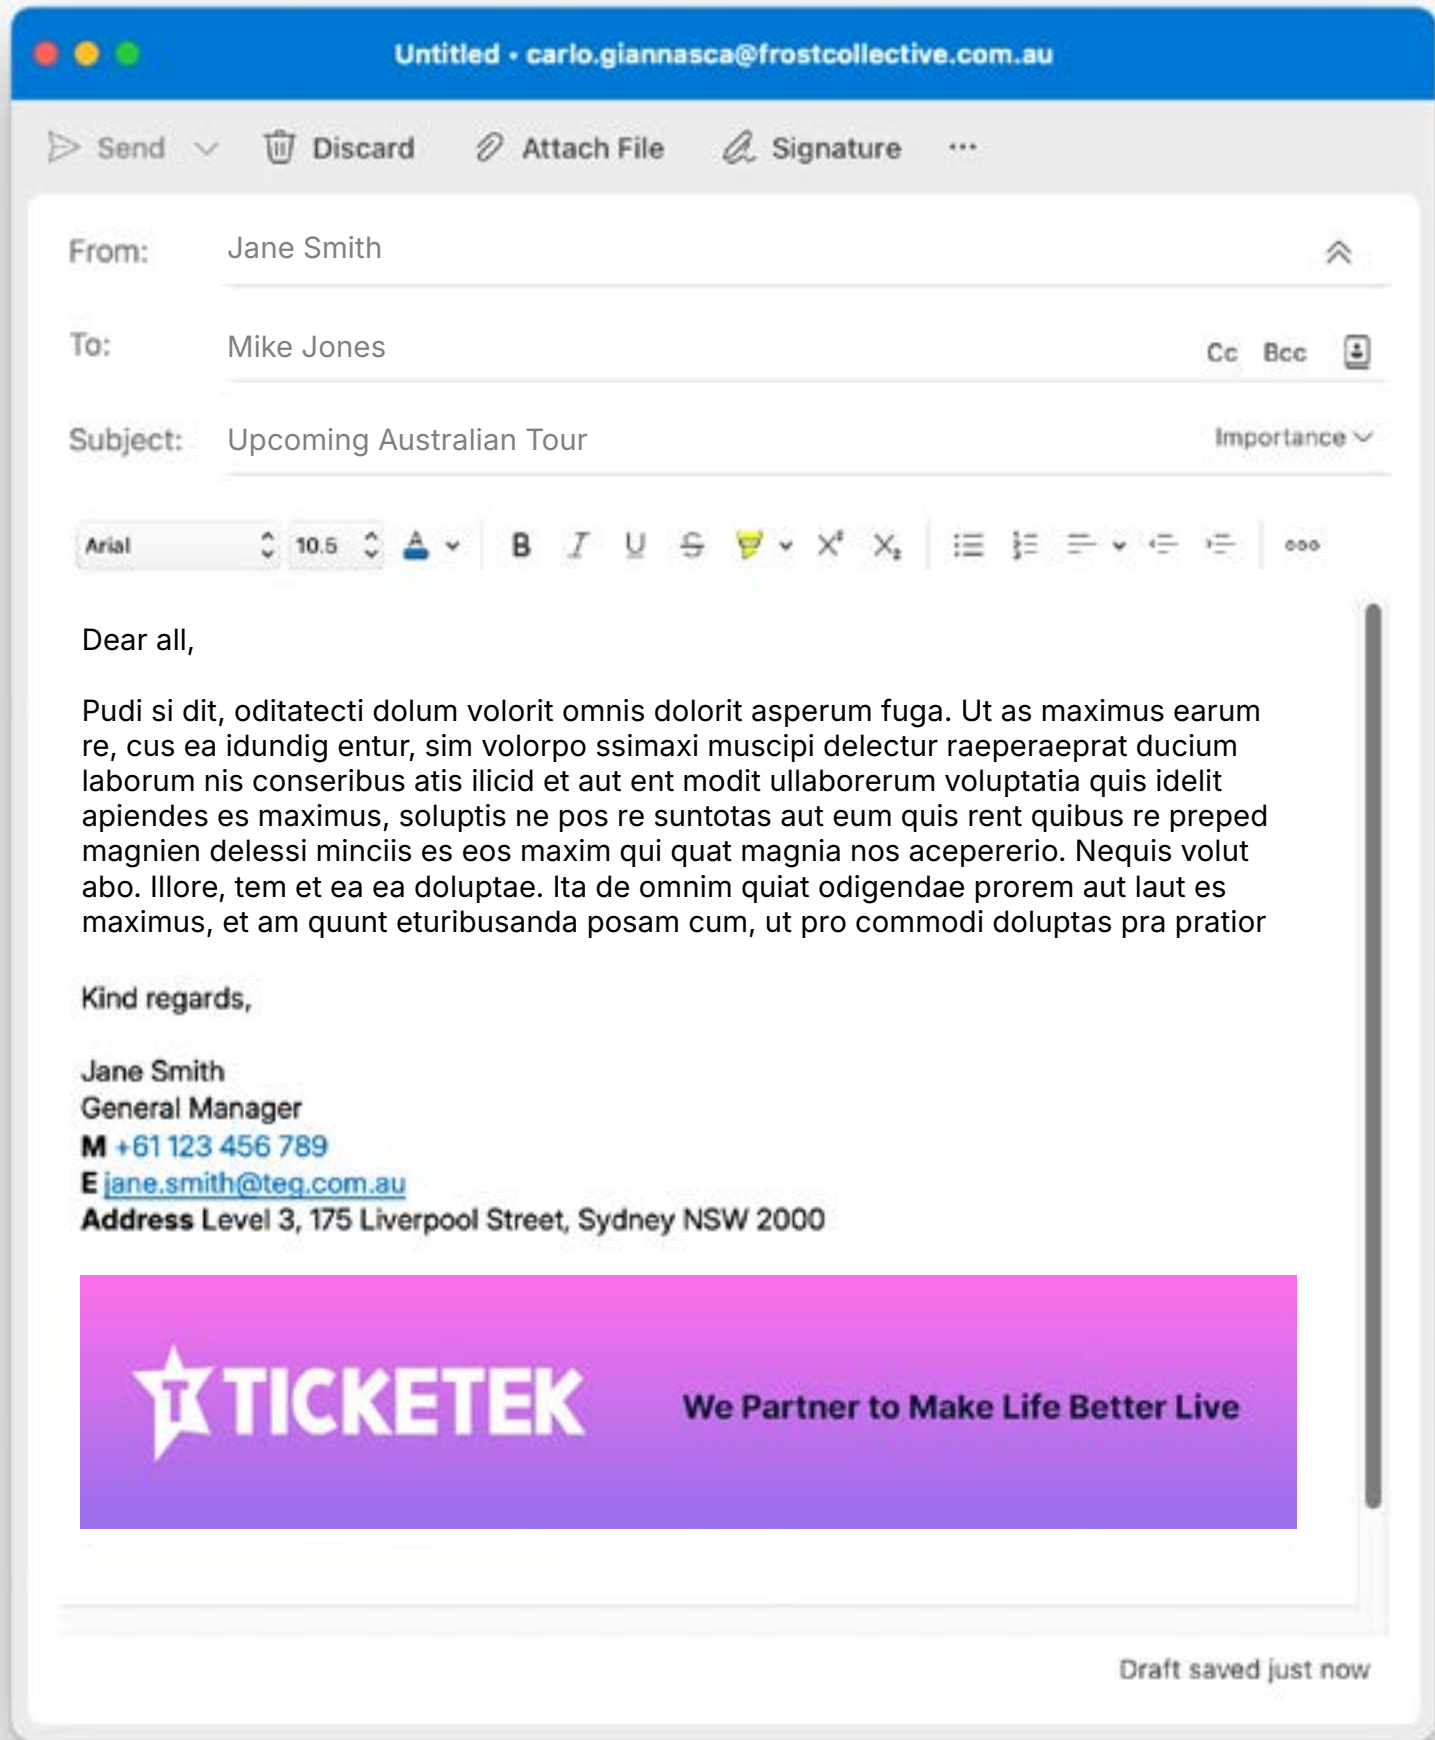 Untitled • carlo.giannasca@frostcollective.com.au
Send Discard Attach File Signature ...
From: Jane Smith
To: Mike Jones Cc Bcc
Subject: Upcoming Australian Tour Importance
Arial 10.5 A B I U S X² X₂
Dear all,
Pudi si dit, oditatecti dolum volorit omnis dolorit asperum fuga. Ut as maximus earum
re, cus ea idundig entur, sim volorpo ssimaxi muscipi delectur raeperaeprat ducium
laborum nis conseribus atis ilicid et aut ent modit ullaborerum voluptatia quis idelit
apiendes es maximus, soluptis ne pos re suntotas aut eum quis rent quibus re preped
magnien delessi minciis es eos maxim qui quat magnia nos acepererio. Nequis volut
abo. Illore, tem et ea ea doluptae. Ita de omnim quiat odigendae prorem aut laut es
maximus, et am quunt eturibusanda posam cum, ut pro commodi doluptas pra pratior
Kind regards,
Jane Smith
General Manager
M +61 123 456 789
E jane.smith@teg.com.au
Address Level 3, 175 Liverpool Street, Sydney NSW 2000
T TICKETEK We Partner to Make Life Better Live
Draft saved just now